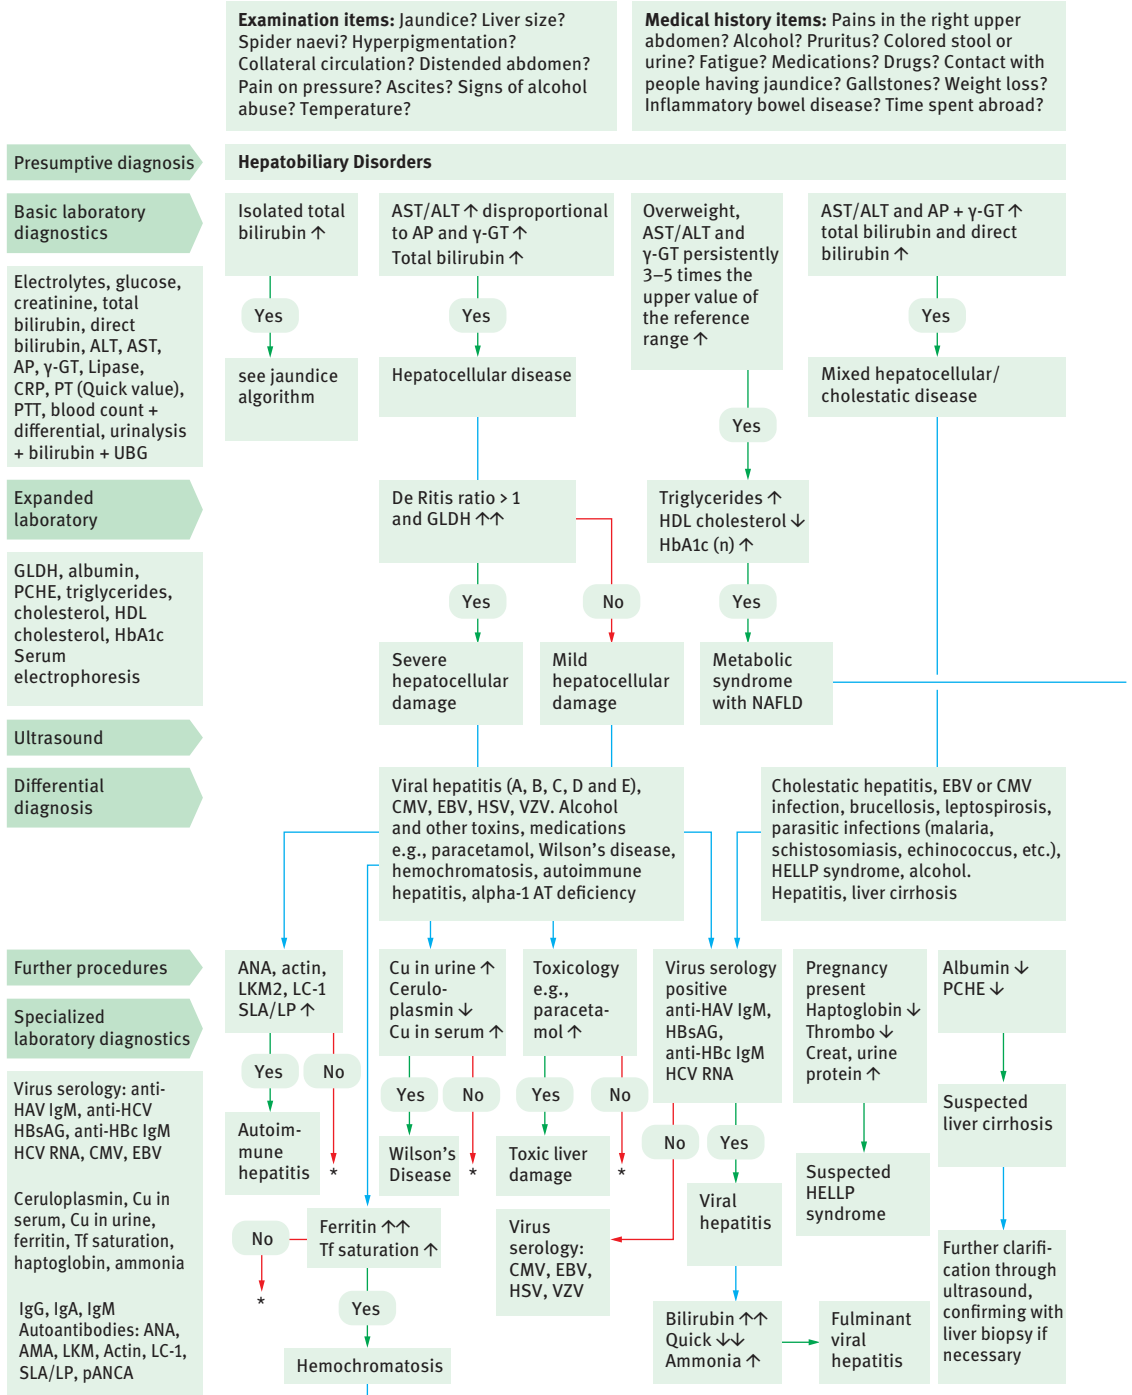 Examination items: Jaundice? Liver size?
Spider naevi? Hyperpigmentation?
Collateral circulation? Distended abdomen?
Pain on pressure? Ascites? Signs of alcohol
abuse? Temperature?
Medical history items: Pains in the right upper
abdomen? Alcohol? Pruritus? Colored stool or
urine? Fatigue? Medications? Drugs? Contact with
people having jaundice? Gallstones? Weight loss?
Inflammatory bowel disease? Time spent abroad?
Presumptive diagnosis
Hepatobiliary Disorders
Basic laboratory
diagnostics
Isolated total
bilirubin ↑
AST/ALT ↑ disproportional
to AP and γ-GT ↑
Total bilirubin ↑
Overweight,
AST/ALT and
γ-GT persistently
3–5 times the
upper value of
the reference
range ↑
AST/ALT and AP + γ-GT ↑
total bilirubin and direct
bilirubin ↑
Electrolytes, glucose,
creatinine, total
bilirubin, direct
bilirubin, ALT, AST,
AP, γ-GT, Lipase,
CRP, PT (Quick value),
PTT, blood count +
differential, urinalysis
+ bilirubin + UBG
Yes
Yes
Yes
see jaundice
algorithm
Hepatocellular disease
Mixed hepatocellular/
cholestatic disease
Yes
Expanded
laboratory
De Ritis ratio > 1
and GLDH ↑↑
Triglycerides ↑
HDL cholesterol ↓
HbA1c (n) ↑
GLDH, albumin,
PCHE, triglycerides,
cholesterol, HDL
cholesterol, HbA1c
Serum
electrophoresis
Yes
No
Yes
Severe
hepatocellular
damage
Mild
hepatocellular
damage
Metabolic
syndrome
with NAFLD
Ultrasound
Differential
diagnosis
Viral hepatitis (A, B, C, D and E),
CMV, EBV, HSV, VZV. Alcohol
and other toxins, medications
e.g., paracetamol, Wilson's disease,
hemochromatosis, autoimmune
hepatitis, alpha-1 AT deficiency
Cholestatic hepatitis, EBV or CMV
infection, brucellosis, leptospirosis,
parasitic infections (malaria,
schistosomiasis, echinococcus, etc.),
HELLP syndrome, alcohol.
Hepatitis, liver cirrhosis
Further procedures
Specialized
laboratory diagnostics
ANA, actin,
LKM2, LC-1
SLA/LP ↑
Cu in urine ↑
Cerulo-
plasmin ↓
Cu in serum ↑
Toxicology
e.g.,
paraceta-
mol ↑
Virus serology
positive
anti-HAV IgM,
HBsAG,
anti-HBc IgM
HCV RNA
Pregnancy
present
Haptoglobin ↓
Thrombo ↓
Creat, urine
protein ↑
Albumin ↓
PCHE ↓
Virus serology: anti-
HAV IgM, anti-HCV
HBsAG, anti-HBc IgM
HCV RNA, CMV, EBV
Ceruloplasmin, Cu in
serum, Cu in urine,
ferritin, Tf saturation,
haptoglobin, ammonia
IgG, IgA, IgM
Autoantibodies: ANA,
AMA, LKM, Actin, LC-1,
SLA/LP, pANCA
Yes
No
Yes
No
Yes
No
No
Yes
Autoim-
mune
hepatitis
*
Wilson's
Disease
*
Toxic liver
damage
*
Suspected
liver cirrhosis
Suspected
HELLP
syndrome
Viral
hepatitis
No
Ferritin ↑↑
Tf saturation ↑
*
Virus
serology:
CMV, EBV,
HSV, VZV
Further clarifi-
cation through
ultrasound,
confirming with
liver biopsy if
necessary
Yes
Bilirubin ↑↑
Quick ↓↓
Ammonia ↑
Fulminant
viral
hepatitis
Hemochromatosis